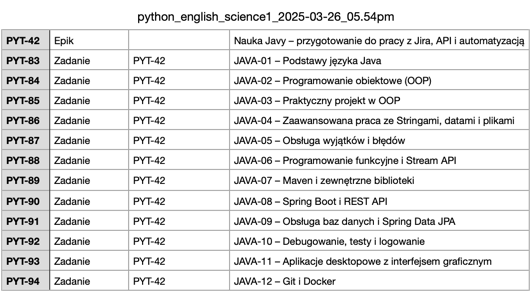 python_english_science1_2025-03-26_05.54pm
PYT-42 Epik Nauka Javy – przygotowanie do pracy z Jira, API i automatyzacją
PYT-83 Zadanie PYT-42 JAVA-01 – Podstawy języka Java
PYT-84 Zadanie PYT-42 JAVA-02 – Programowanie obiektowe (OOP)
PYT-85 Zadanie PYT-42 JAVA-03 – Praktyczny projekt w OOP
PYT-86 Zadanie PYT-42 JAVA-04 – Zaawansowana praca ze Stringami, datami i plikami
PYT-87 Zadanie PYT-42 JAVA-05 – Obsługa wyjątków i błędów
PYT-88 Zadanie PYT-42 JAVA-06 – Programowanie funkcyjne i Stream API
PYT-89 Zadanie PYT-42 JAVA-07 – Maven i zewnętrzne biblioteki
PYT-90 Zadanie PYT-42 JAVA-08 – Spring Boot i REST API
PYT-91 Zadanie PYT-42 JAVA-09 – Obsługa baz danych i Spring Data JPA
PYT-92 Zadanie PYT-42 JAVA-10 – Debugowanie, testy i logowanie
PYT-93 Zadanie PYT-42 JAVA-11 – Aplikacje desktopowe z interfejsem graficznym
PYT-94 Zadanie PYT-42 JAVA-12 – Git i Docker